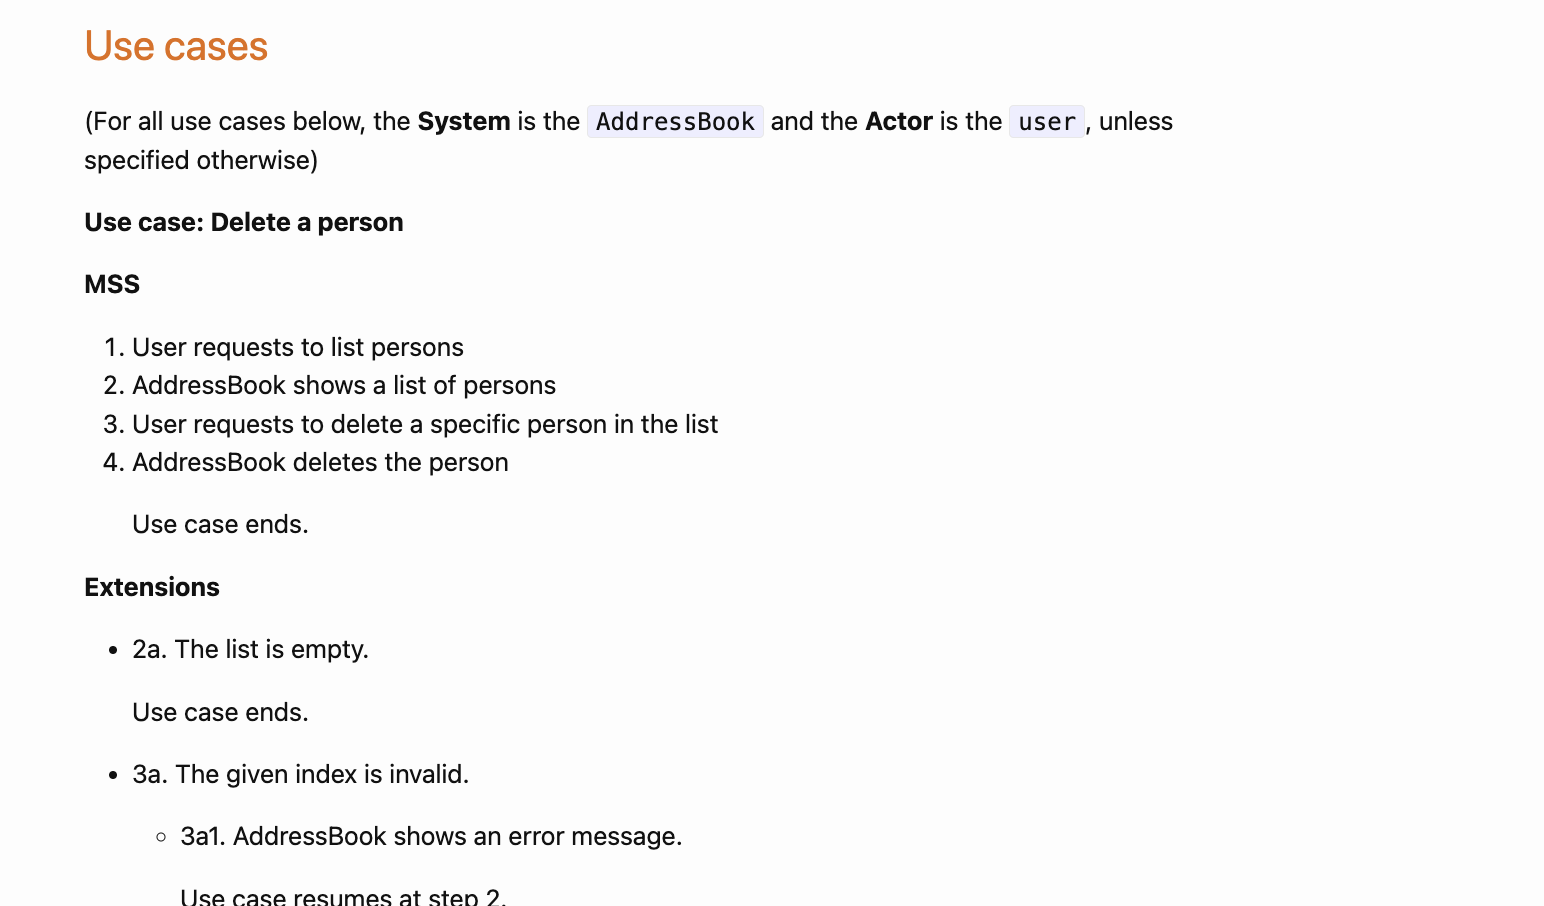 Use cases
(For all use cases below, the System is the AddressBook and the Actor is the user, unless
specified otherwise)
Use case: Delete a person
MSS
1. User requests to list persons
2. AddressBook shows a list of persons
3. User requests to delete a specific person in the list
4. AddressBook deletes the person
Use case ends.
Extensions
• 2a. The list is empty.
Use case ends.
• 3a. The given index is invalid.
◦ 3a1. AddressBook shows an error message.
Use case resumes at step 2.